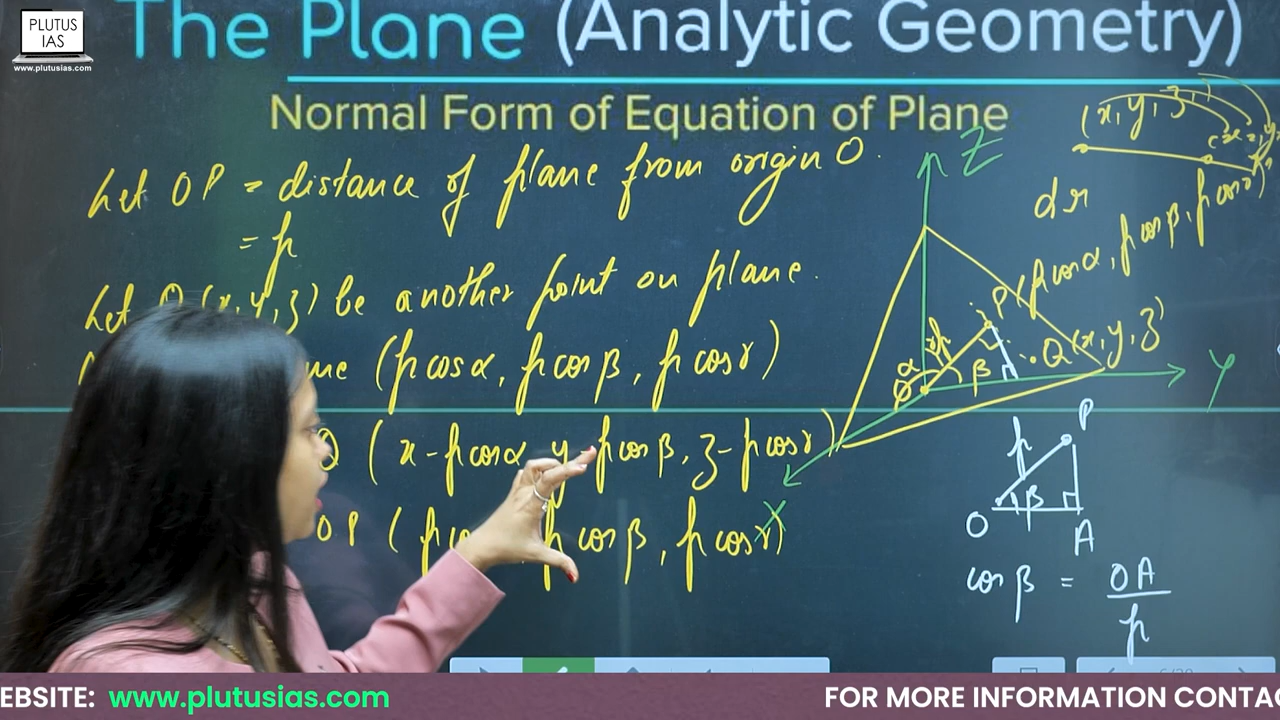 PLUTUS
IAS
www.plutusias.com
The Plane (Analytic Geometry)
Normal Form of Equation of Plane
Let OP = distance of plane from origin O.
= p
Let Q (x, y, z) be another point on plane.
(p cos α, p cos β, p cos γ)
Q (x - p cos α, y - p cos β, z - p cos γ)
OP (p co p cos β, p cos γ)
(x, y, z)
dr
Z
P (p cos α, p cos β, p cos γ)
p
α
β
Q (x, y, z)
Y
X
P
p
β
O
A
cos β = OA
p
EBSITE: www.plutusias.com
FOR MORE INFORMATION CONTAC